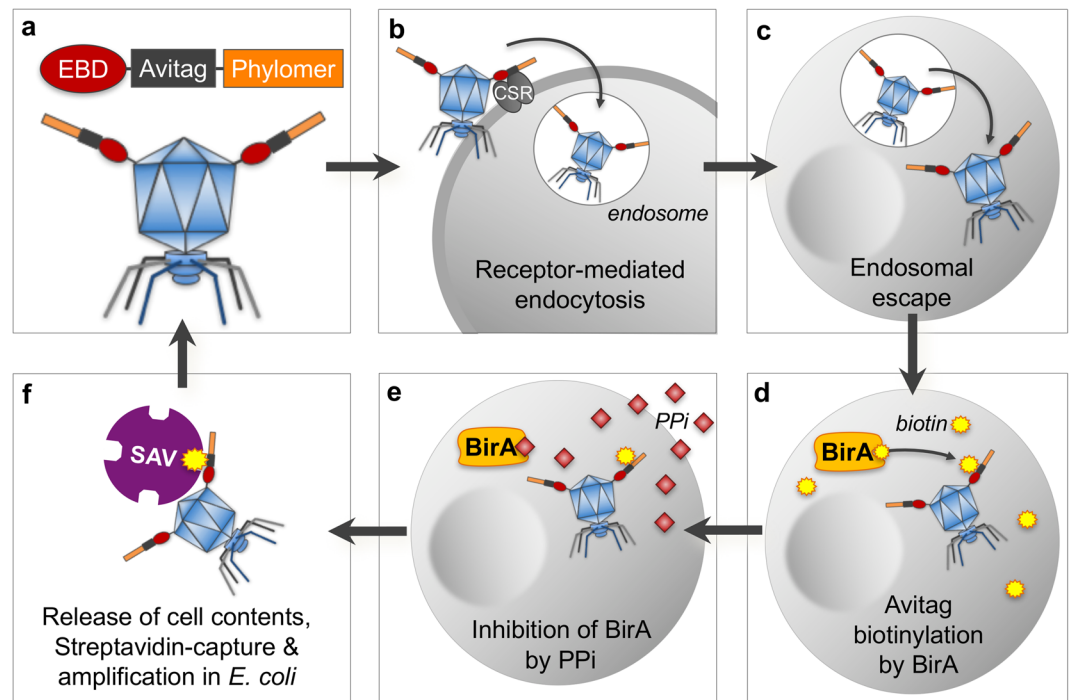 a
EBD Avitag Phylomer
b
CSR
endosome
Receptor-mediated
endocytosis
c
Endosomal
escape
d
biotin
BirA
Avitag
biotinylation
by BirA
e
PPi
BirA
Inhibition of BirA
by PPi
f
SAV
Release of cell contents,
Streptavidin-capture &
amplification in E. coli